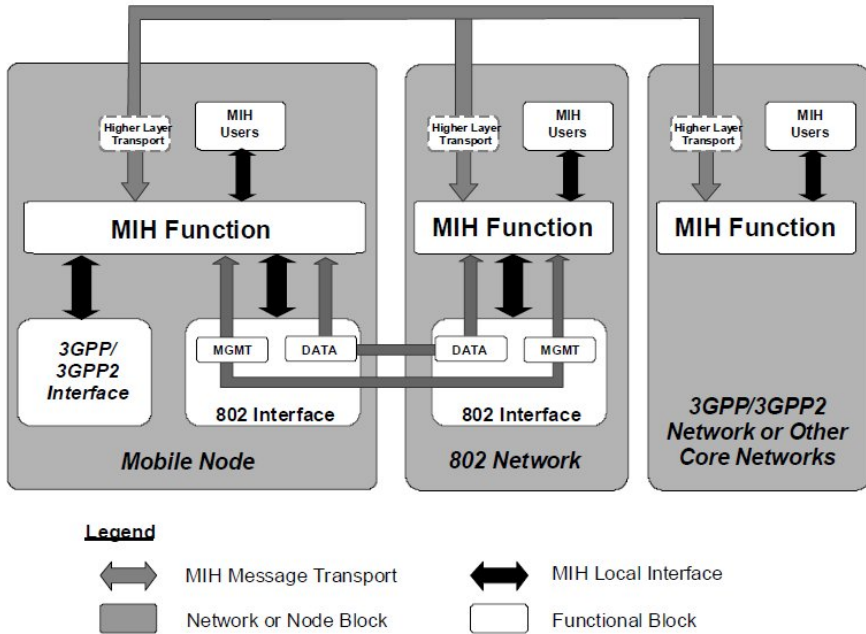 Higher Layer
Transport
MIH
Users
MIH Function
3GPP/
3GPP2
Interface
MGMT
DATA
802 Interface
Mobile Node
Higher Layer
Transport
MIH
Users
MIH Function
DATA
MGMT
802 Interface
802 Network
Higher Layer
Transport
MIH
Users
MIH Function
3GPP/3GPP2
Network or Other
Core Networks
Legend
MIH Message Transport
MIH Local Interface
Network or Node Block
Functional Block